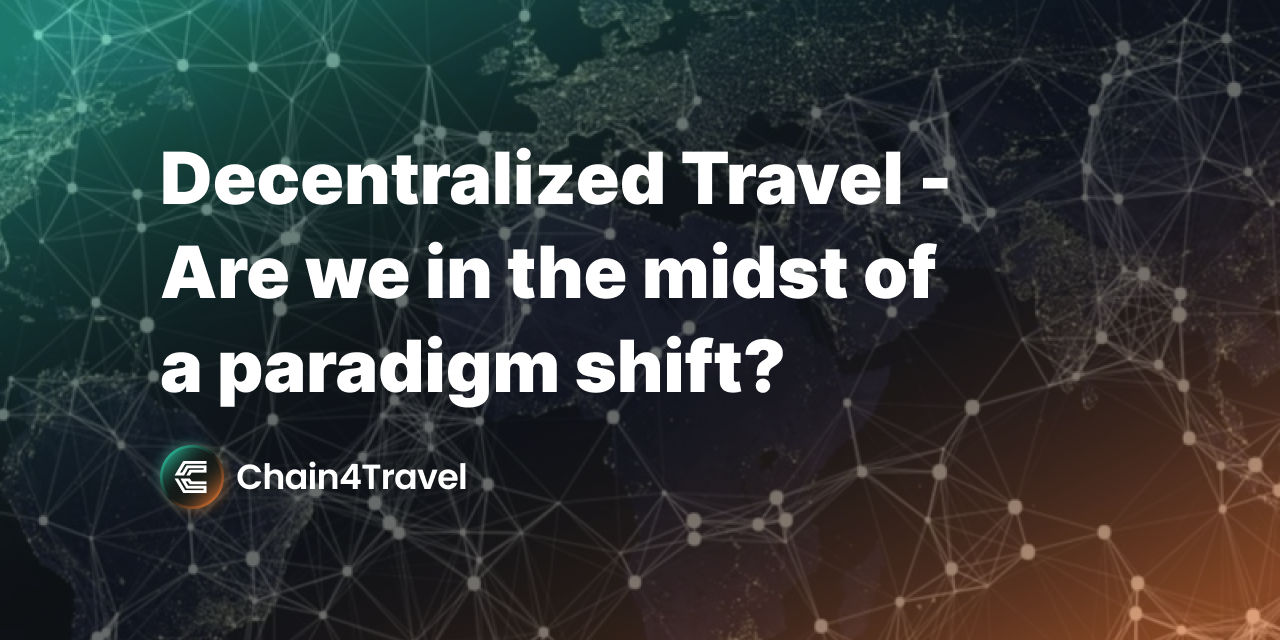 Decentralized Travel -
Are we in the midst of
a paradigm shift?
Chain4Travel